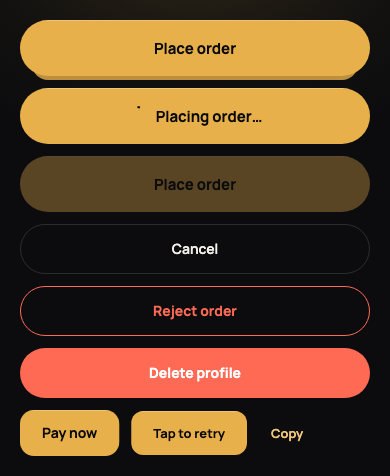 Place order
Placing order…
Place order
Cancel
Reject order
Delete profile
Pay now
Tap to retry
Copy